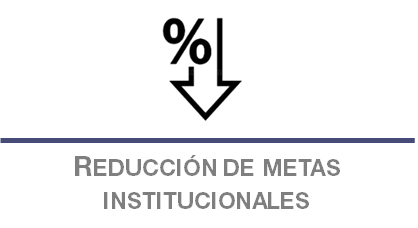 %
REDUCCIÓN DE METAS
INSTITUCIONALES